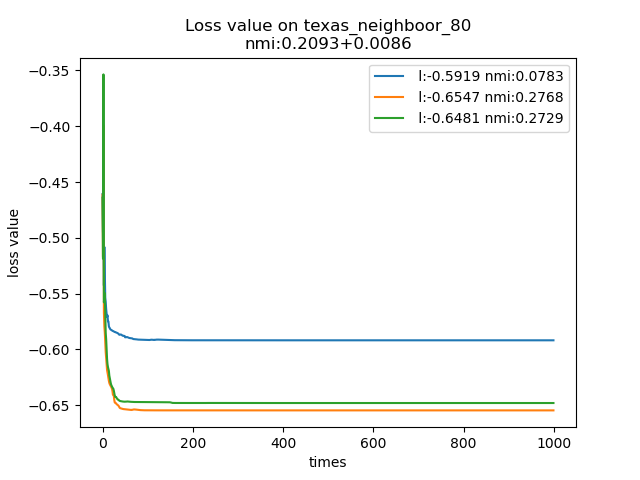 Loss value on texas_neighboor_80
nmi:0.2093+0.0086
l:-0.5919 nmi:0.0783
l:-0.6547 nmi:0.2768
l:-0.6481 nmi:0.2729
loss value
−0.35
−0.40
−0.45
−0.50
−0.55
−0.60
−0.65
0 200 400 600 800 1000
times